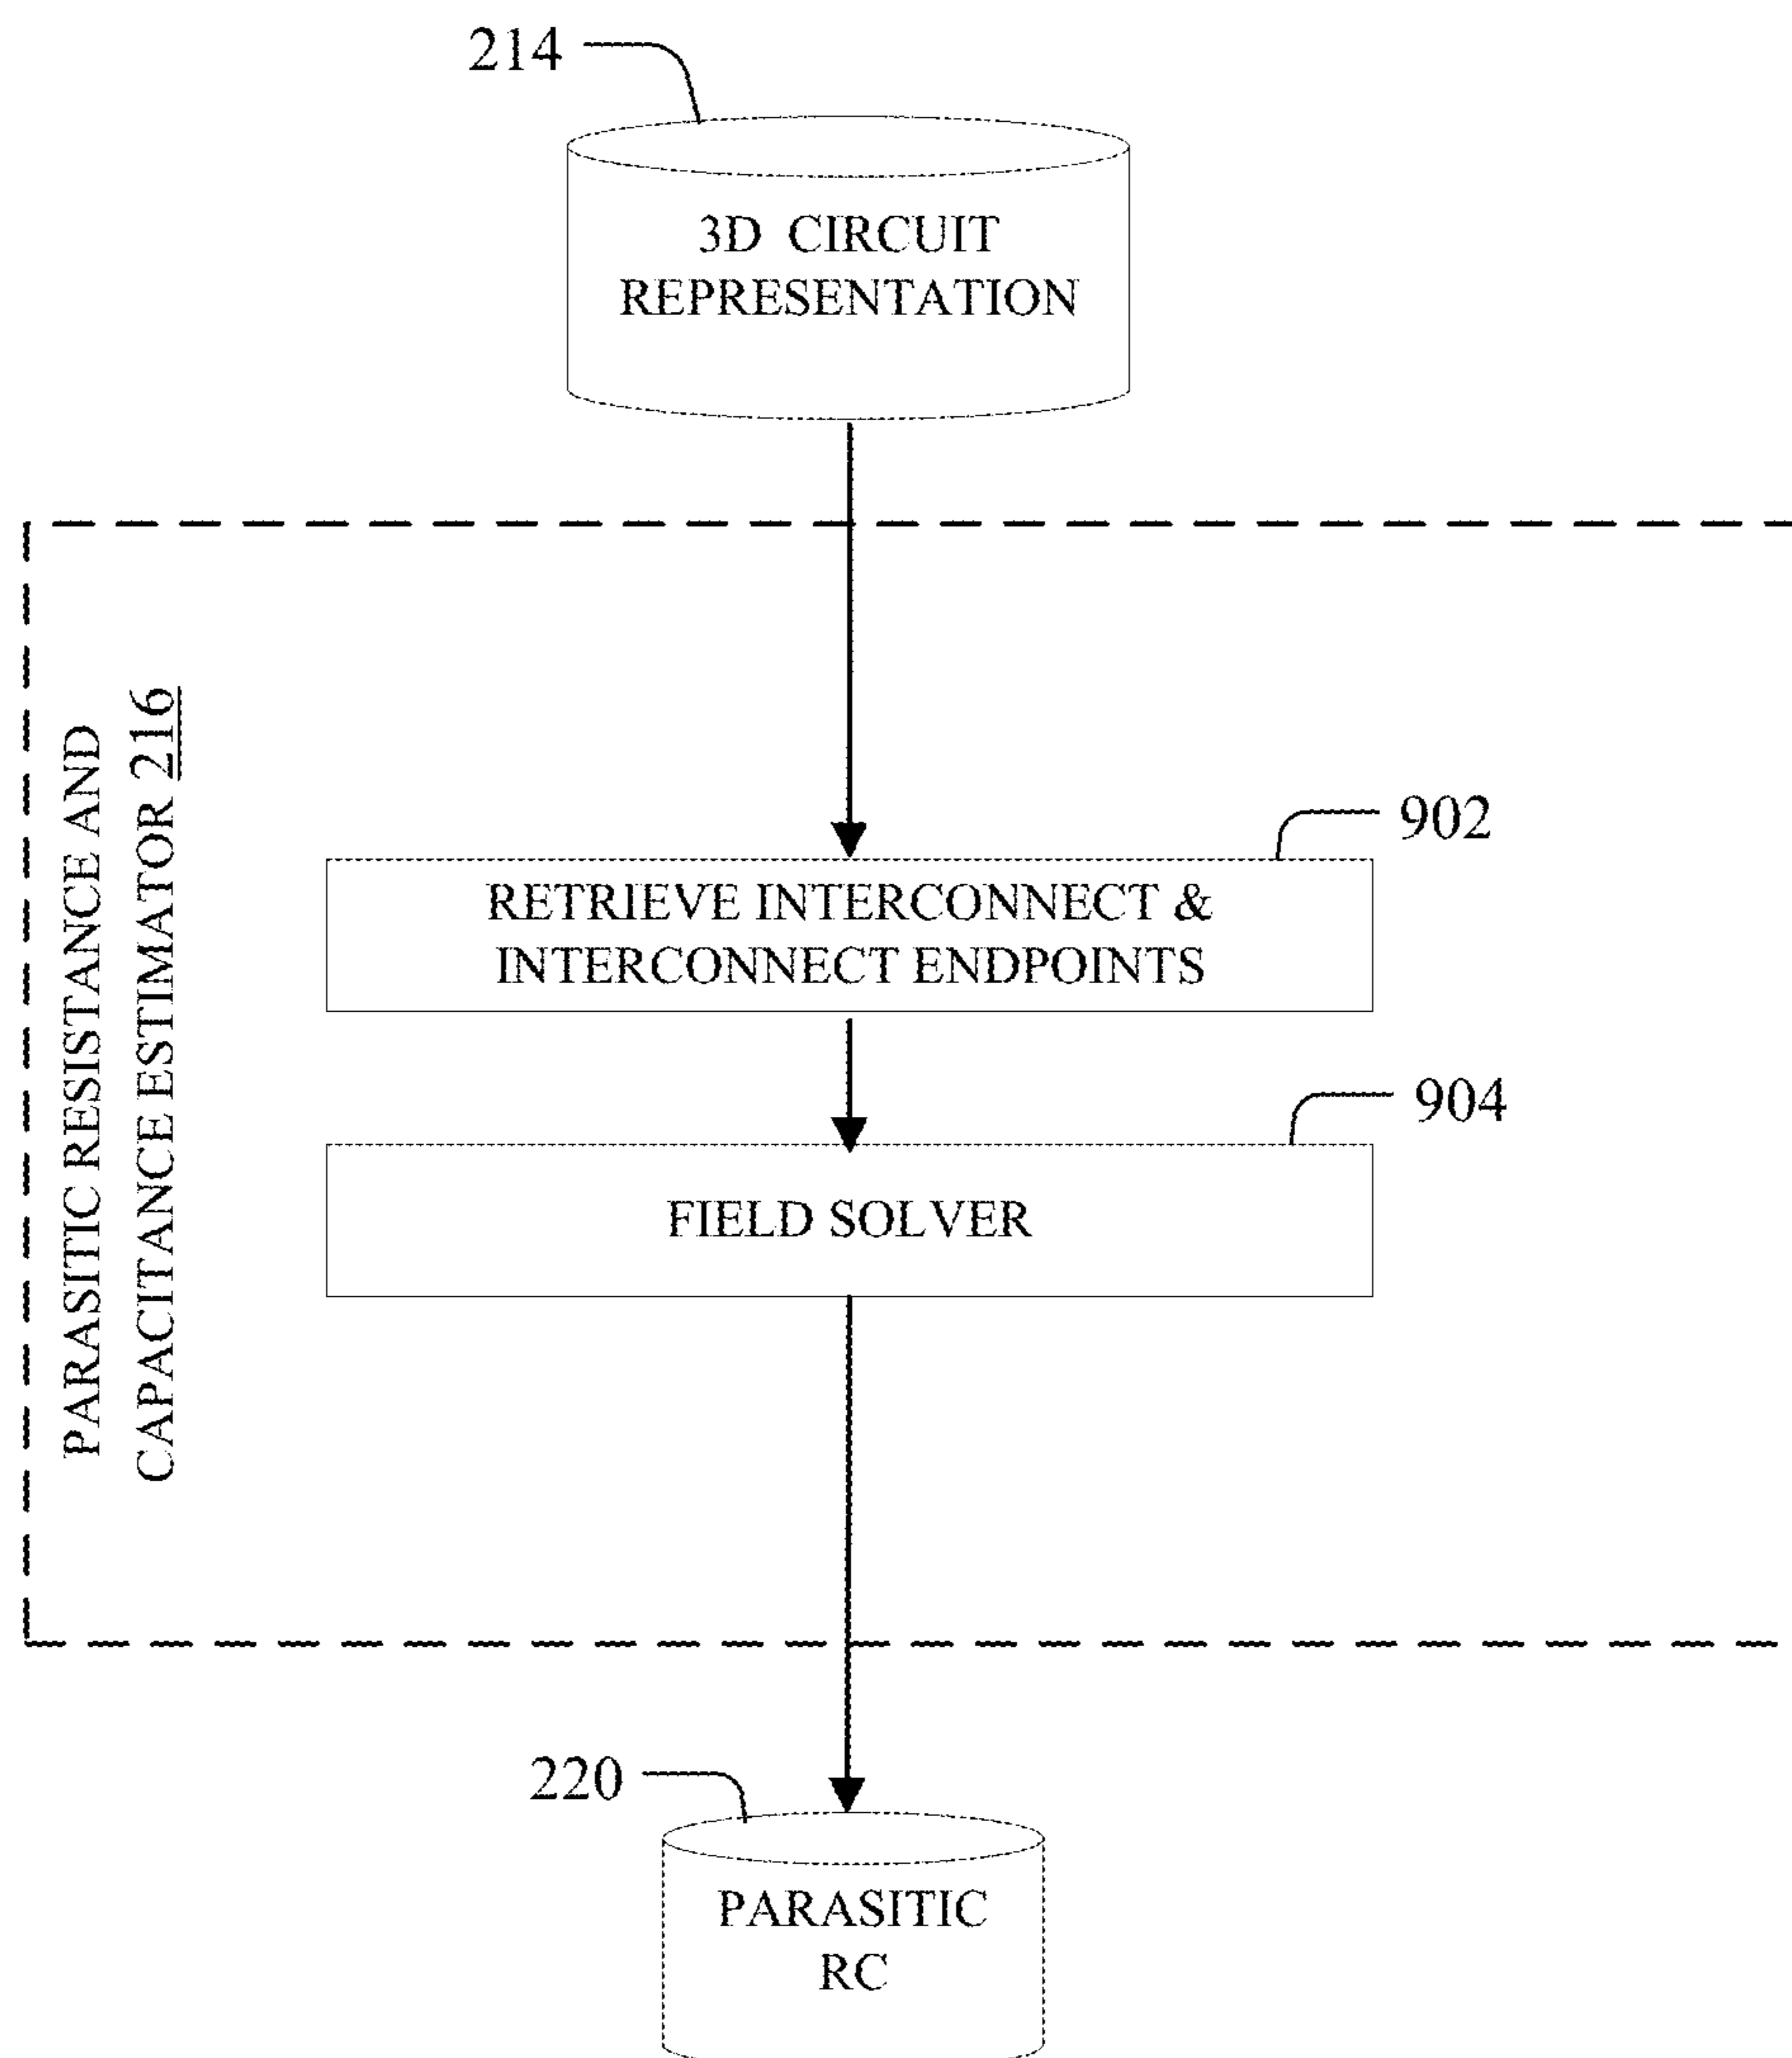 214
3D CIRCUIT
REPRESENTATION
PARASITIC RESISTANCE AND
CAPACITANCE ESTIMATOR 216
902
RETRIEVE INTERCONNECT &
INTERCONNECT ENDPOINTS
904
FIELD SOLVER
220
PARASITIC
RC